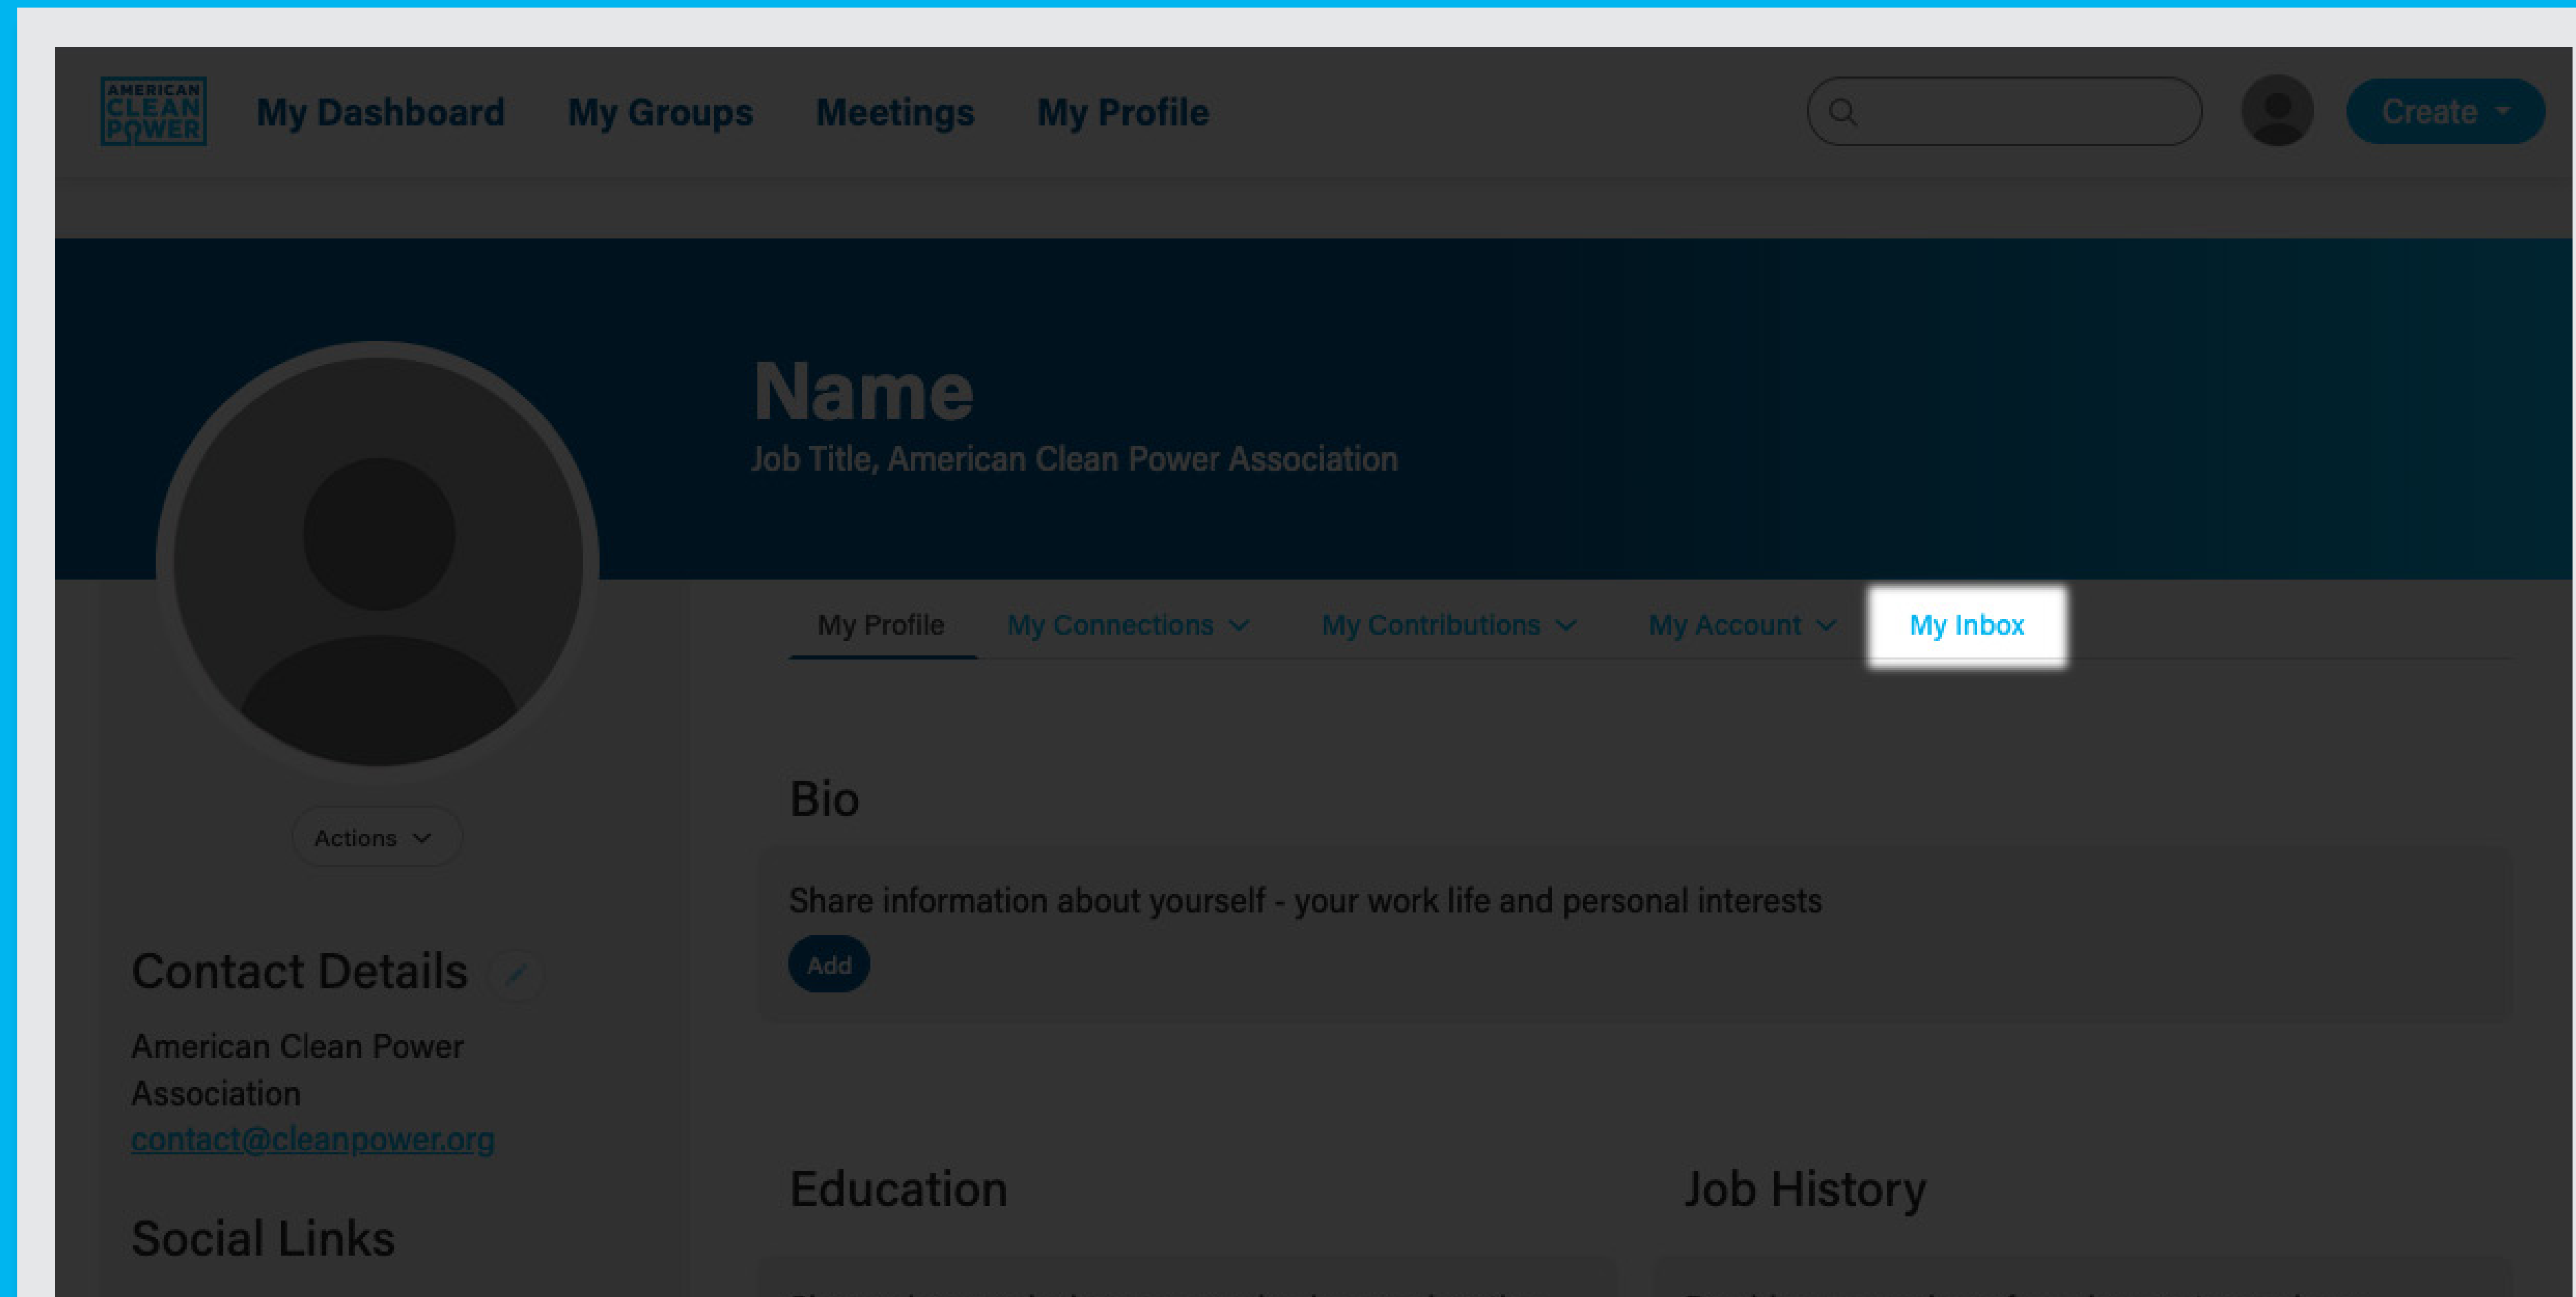 AMERICAN
CLEAN
POWER
My Dashboard My Groups Meetings My Profile
Create
Name
Job Title, American Clean Power Association
My Profile My Connections My Contributions My Account My Inbox
Actions
Bio
Share information about yourself - your work life and personal interests
Add
Contact Details
American Clean Power
Association
contact@cleanpower.org
Social Links
Education Job History